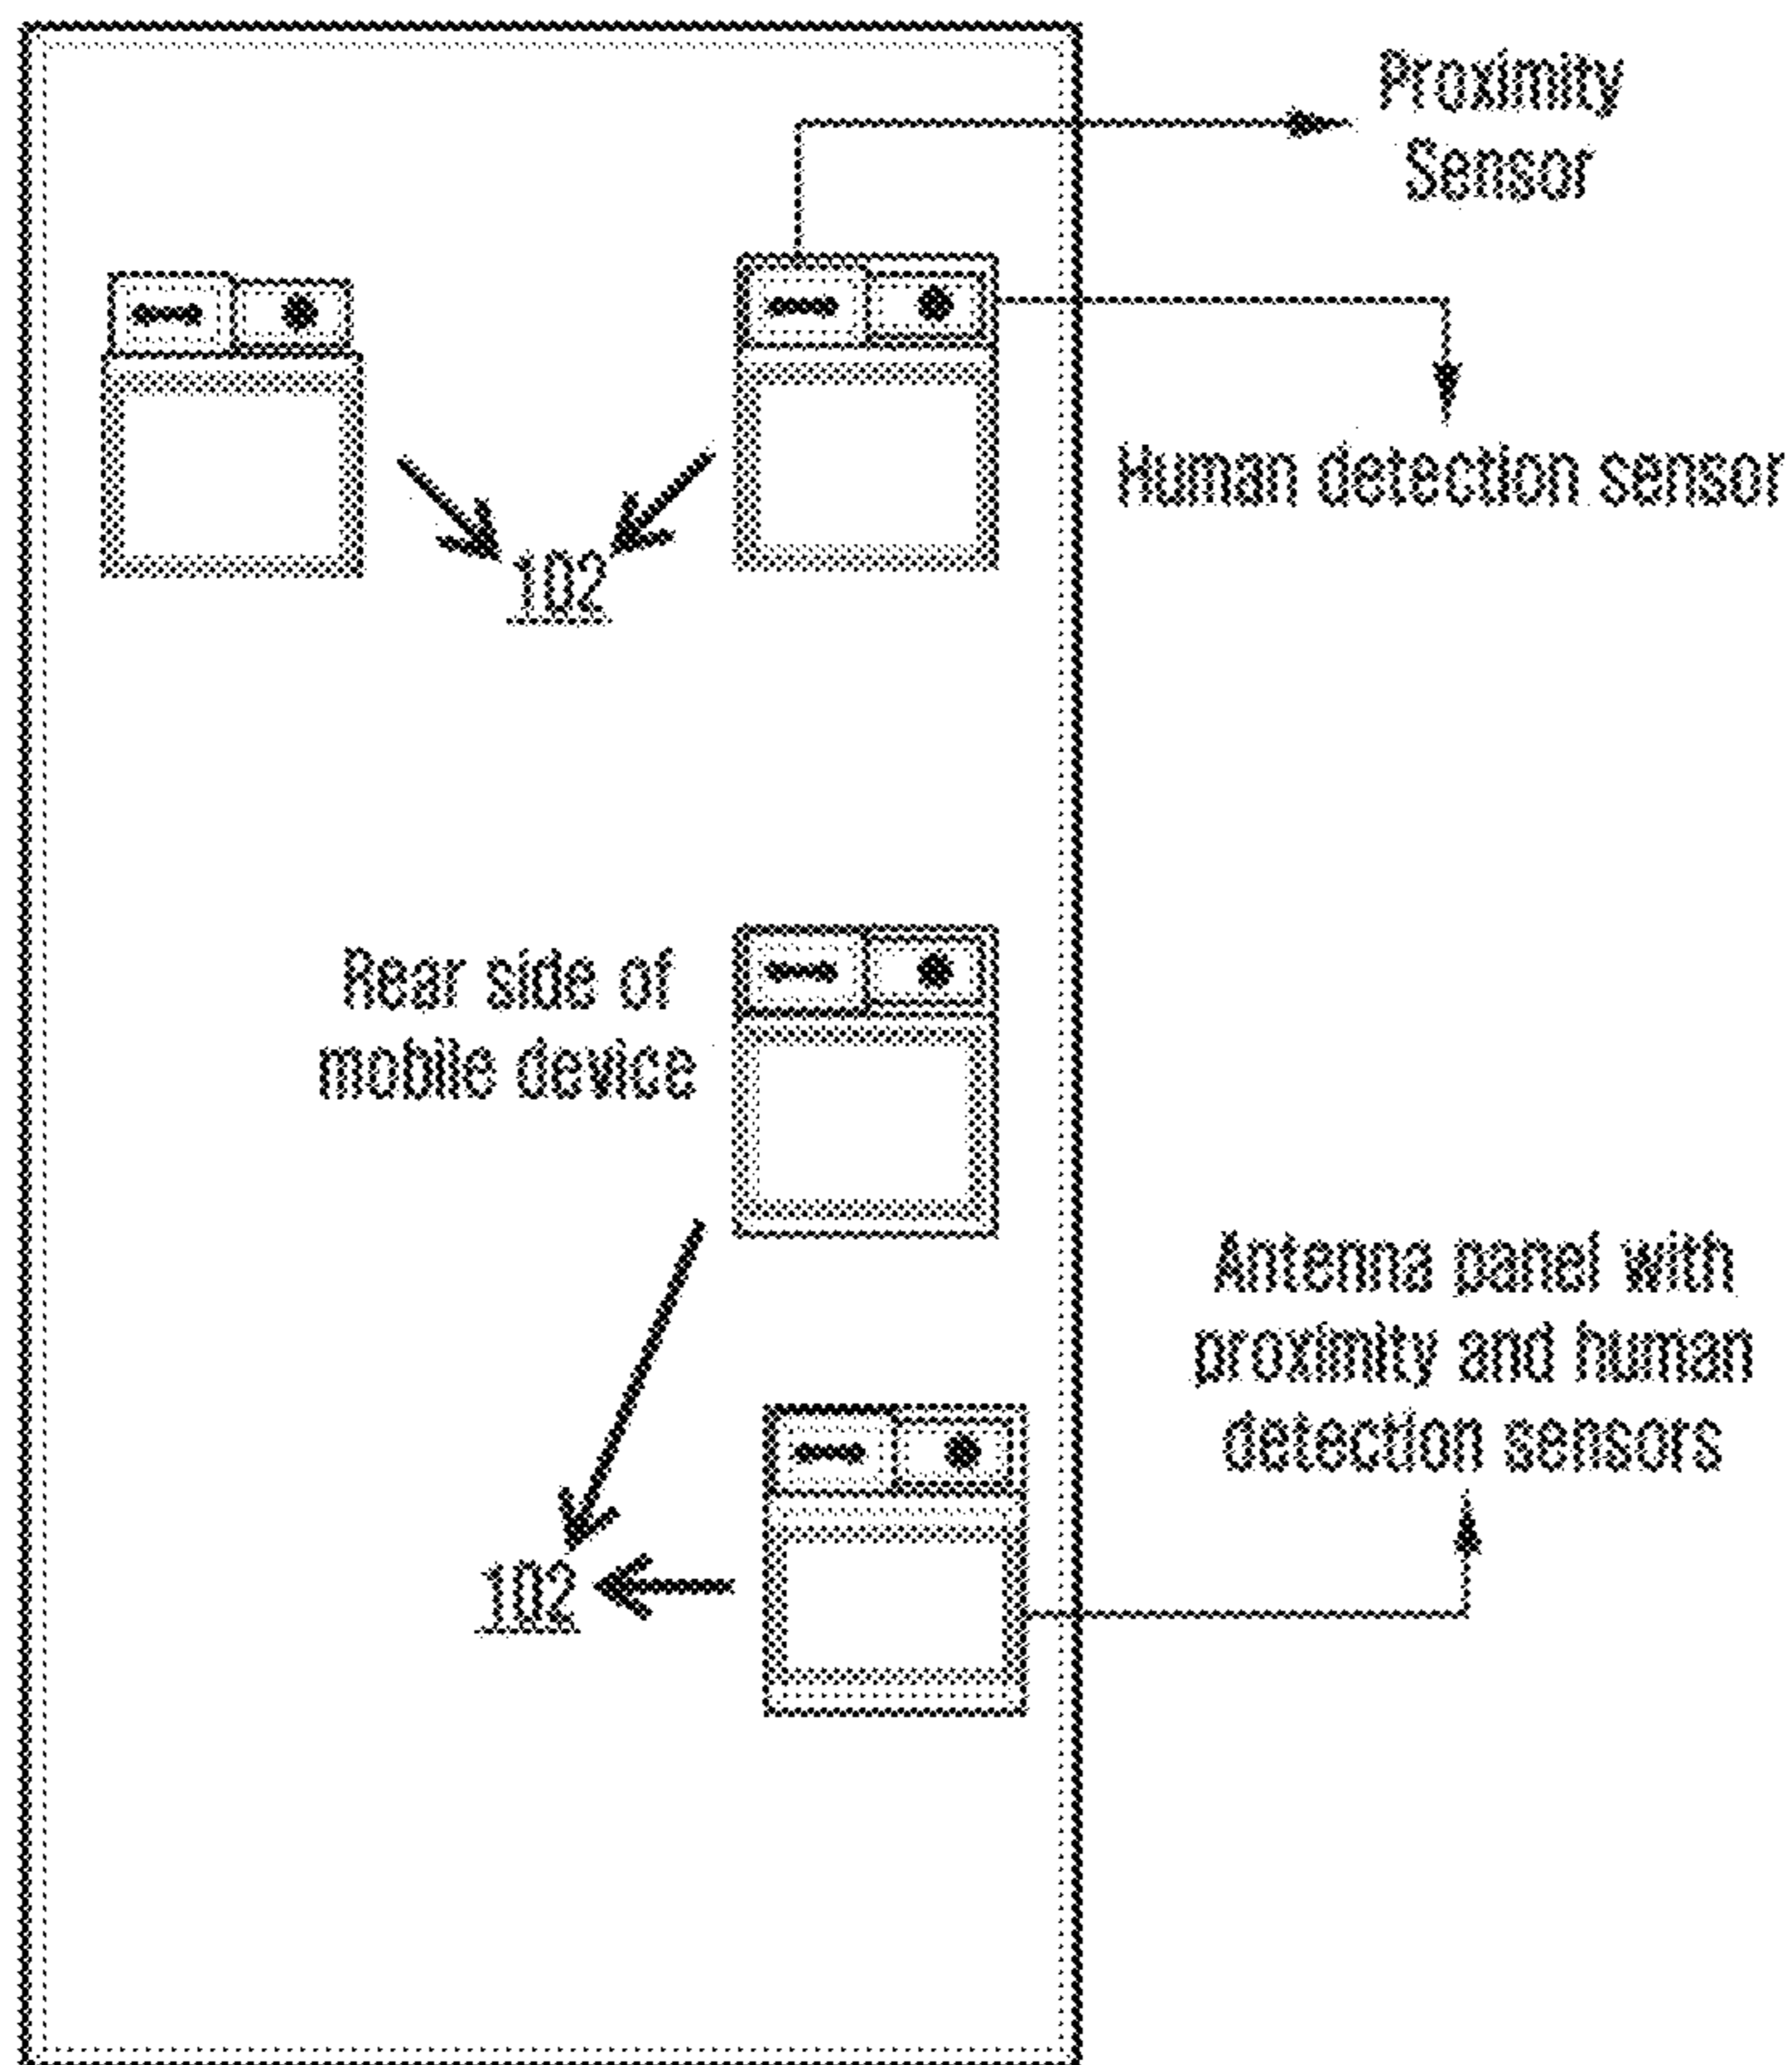 Proximity
Sensor
Human detection sensor
102
Rear side of
mobile device
Antenna panel with
proximity and human
detection sensors
102